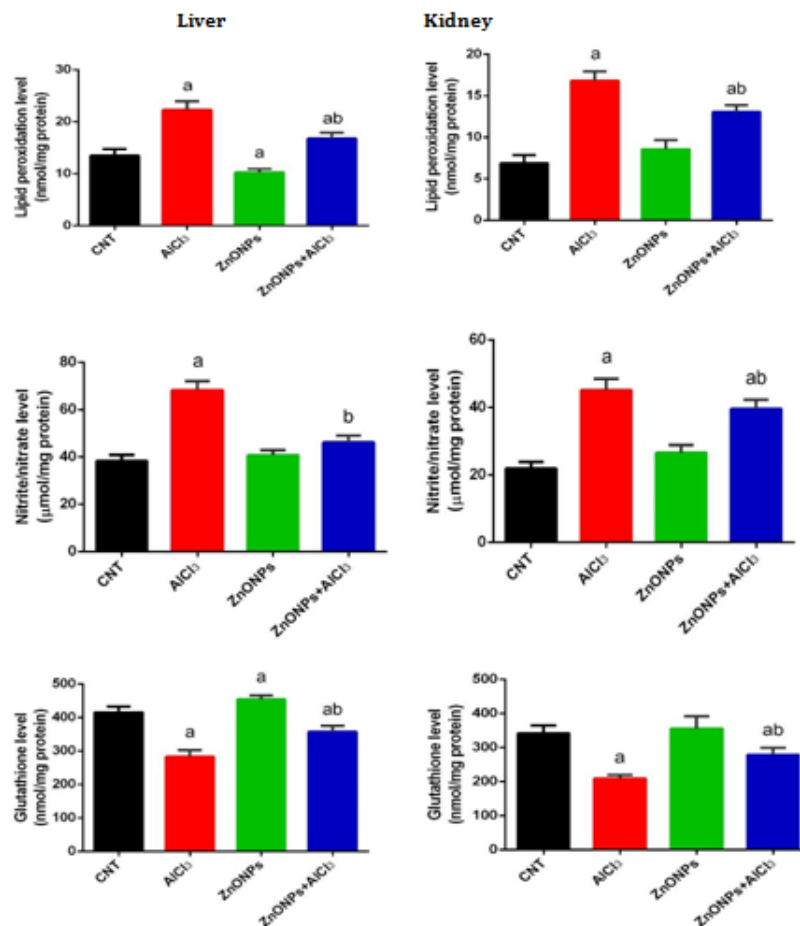 Liver
Kidney
Lipid peroxidation level
(nmol/mg protein)
30
20
10
0
a
a
ab
CNT
AlCl₃
ZnONPs
ZnONPs+AlCl₃
Lipid peroxidation level
(nmol/mg protein)
20
15
10
5
0
a
ab
CNT
AlCl₃
ZnONPs
ZnONPs+AlCl₃
Nitrite/nitrate level
(μmol/mg protein)
80
60
40
20
0
a
b
CNT
AlCl₃
ZnONPs
ZnONPs+AlCl₃
Nitrite/nitrate level
(μmol/mg protein)
60
40
20
0
a
ab
CNT
AlCl₃
ZnONPs
ZnONPs+AlCl₃
Glutathione level
(nmol/mg protein)
500
400
300
200
100
0
a
a
ab
CNT
AlCl₃
ZnONPs
ZnONPs+AlCl₃
Glutathione level
(nmol/mg protein)
500
400
300
200
100
0
a
ab
CNT
AlCl₃
ZnONPs
ZnONPs+AlCl₃